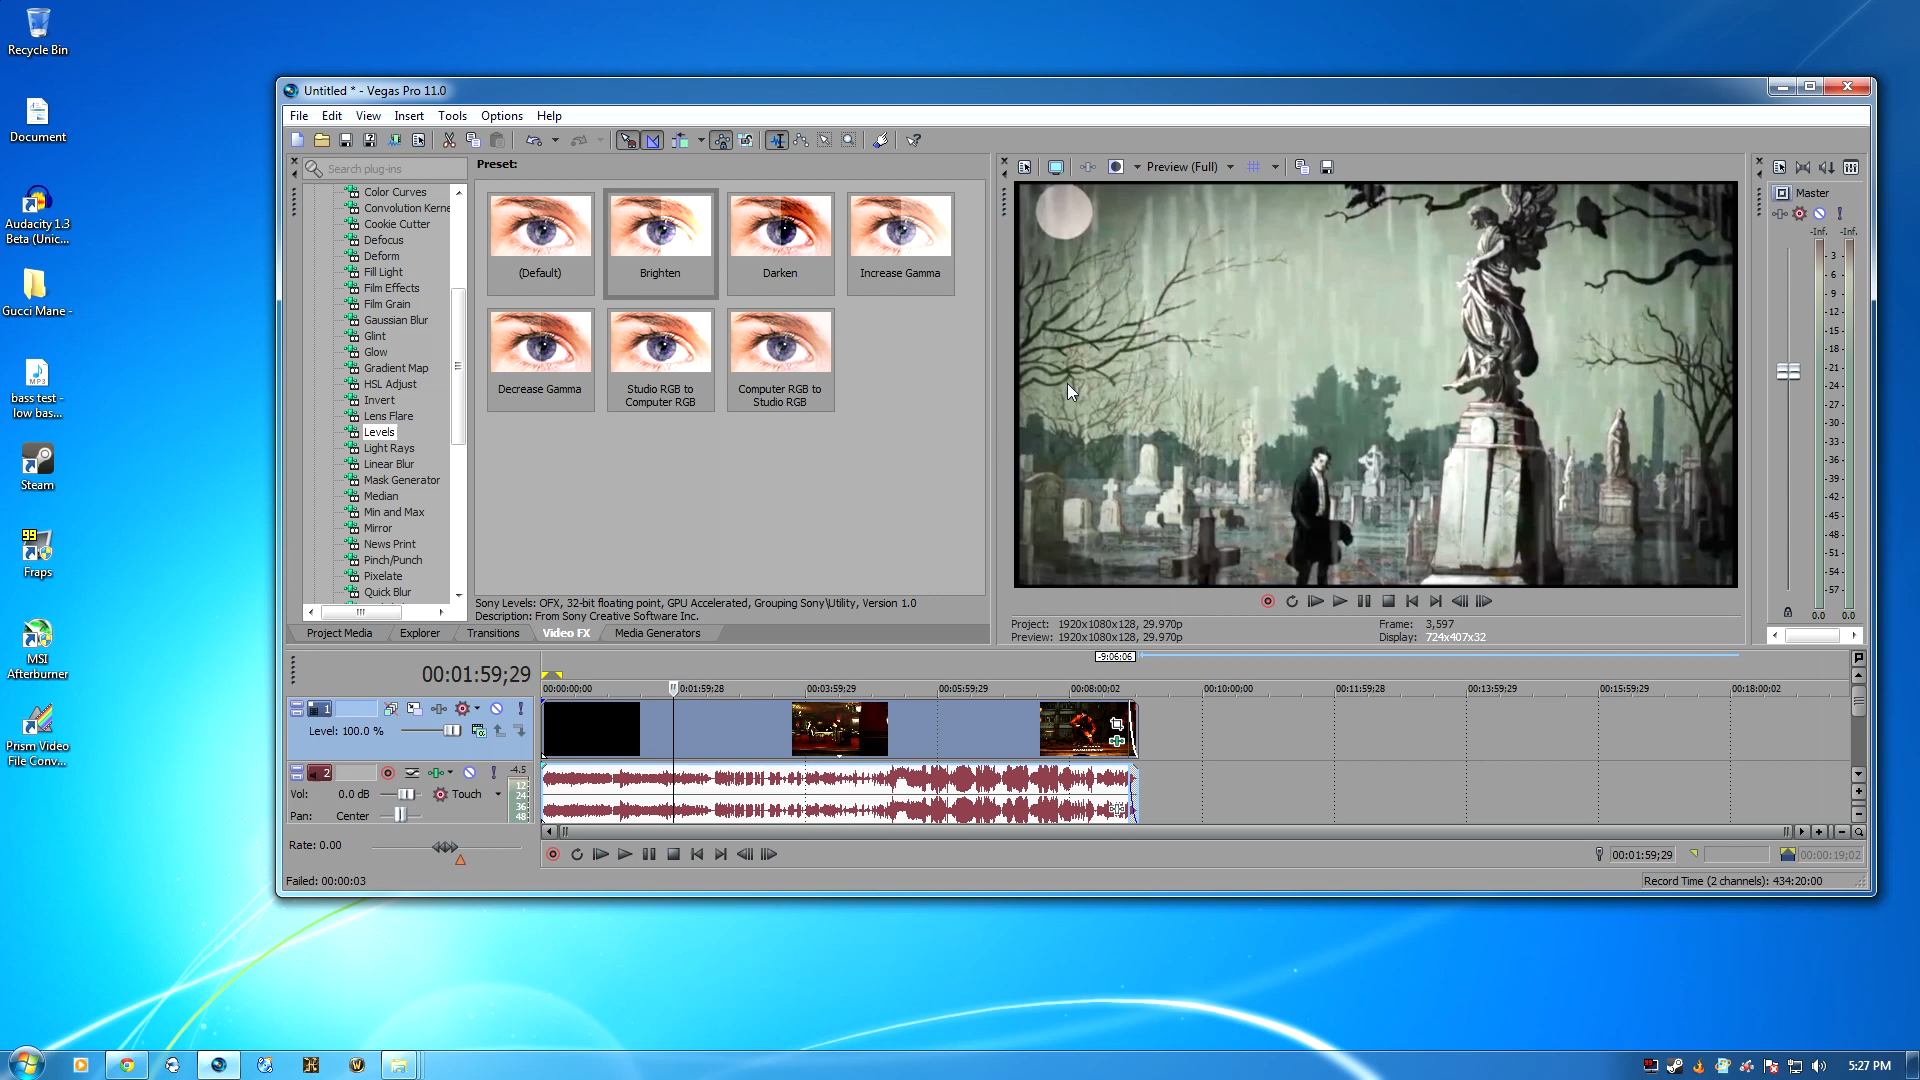 Recycle Bin
Document
Audacity 1.3
Beta (Unic...
Gucci Mane -
MP3
bass test -
low bas...
Steam
99
Fraps
MSI
Afterburner
Prism Video
File Conv...
Untitled * - Vegas Pro 11.0
File Edit View Insert Tools Options Help
Search plug-ins
Color Curves
Convolution Kerne
Cookie Cutter
Defocus
Deform
Fill Light
Film Effects
Film Grain
Gaussian Blur
Glint
Glow
Gradient Map
HSL Adjust
Invert
Lens Flare
Levels
Light Rays
Linear Blur
Mask Generator
Median
Min and Max
Mirror
News Print
Pinch/Punch
Pixelate
Quick Blur
Preset:
(Default)
Brighten
Darken
Increase Gamma
Decrease Gamma
Studio RGB to
Computer RGB
Computer RGB to
Studio RGB
Sony Levels: OFX, 32-bit floating point, GPU Accelerated, Grouping Sony\Utility, Version 1.0
Description: From Sony Creative Software Inc.
Project Media Explorer Transitions Video FX Media Generators
Preview (Full)
Project: 1920x1080x128, 29.970p
Preview: 1920x1080x128, 29.970p
Frame: 3,597
Display: 724x407x32
Master
-Inf. -Inf.
- 3 -
- 6 -
- 9 -
-12-
-15-
-18-
-21-
-24-
-27-
-30-
-33-
-36-
-39-
-42-
-45-
-48-
-51-
-54-
-57-
0.0 0.0
00:01:59;29
-9:06:06
00:00:00;00 0:01:59;28 00:03:59;29 00:05:59;29 00:08:00;02 00:10:00;00 00:11:59;28 00:13:59;29 00:15:59;29 00:18:00;02
1
Level: 100.0 %
2
-4.5
12
24
36
48
Vol: 0.0 dB Touch
Pan: Center
Rate: 0.00
00:01:59;29
00:00:19;02
Failed: 00:00:03
Record Time (2 channels): 434:20:00
5:27 PM